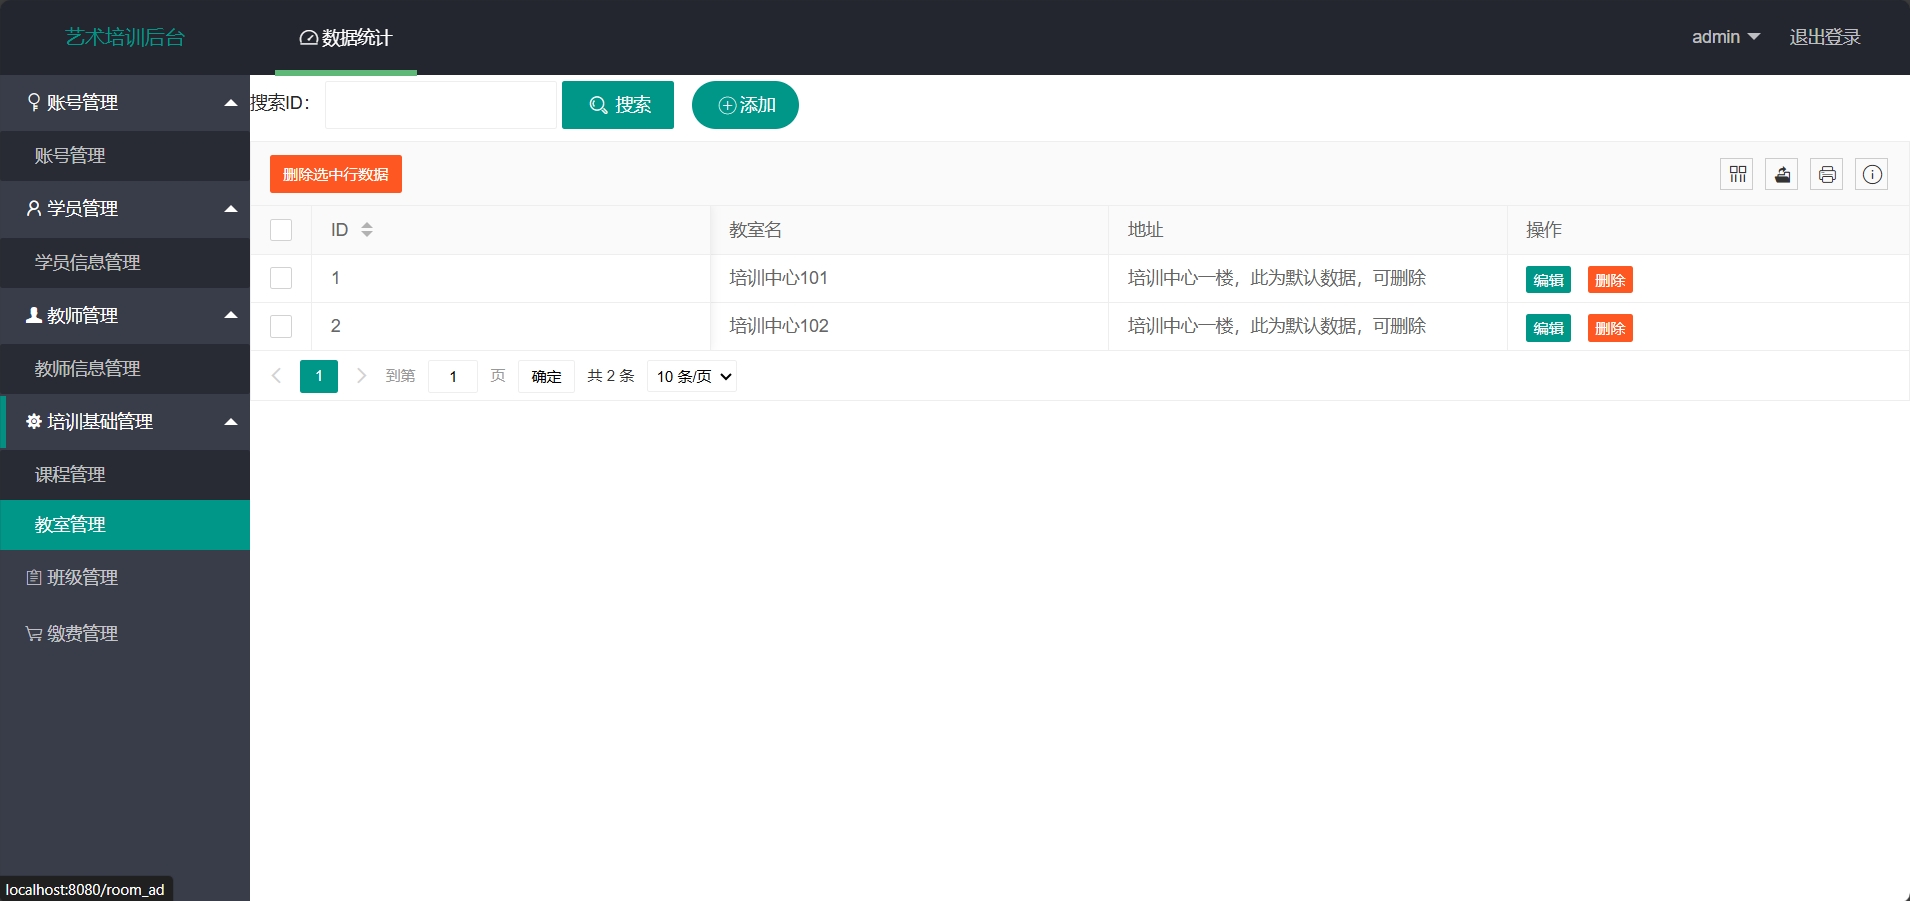 艺术培训后台
数据统计
admin
退出登录
账号管理
账号管理
学员管理
学员信息管理
教师管理
教师信息管理
培训基础管理
课程管理
教室管理
班级管理
缴费管理
搜索ID：
搜索
添加
删除选中行数据
ID 教室名 地址 操作
1 培训中心101 培训中心一楼，此为默认数据，可删除 编辑 删除
2 培训中心102 培训中心一楼，此为默认数据，可删除 编辑 删除
1 到第 1 页 确定 共 2 条 10 条/页
localhost:8080/room_ad